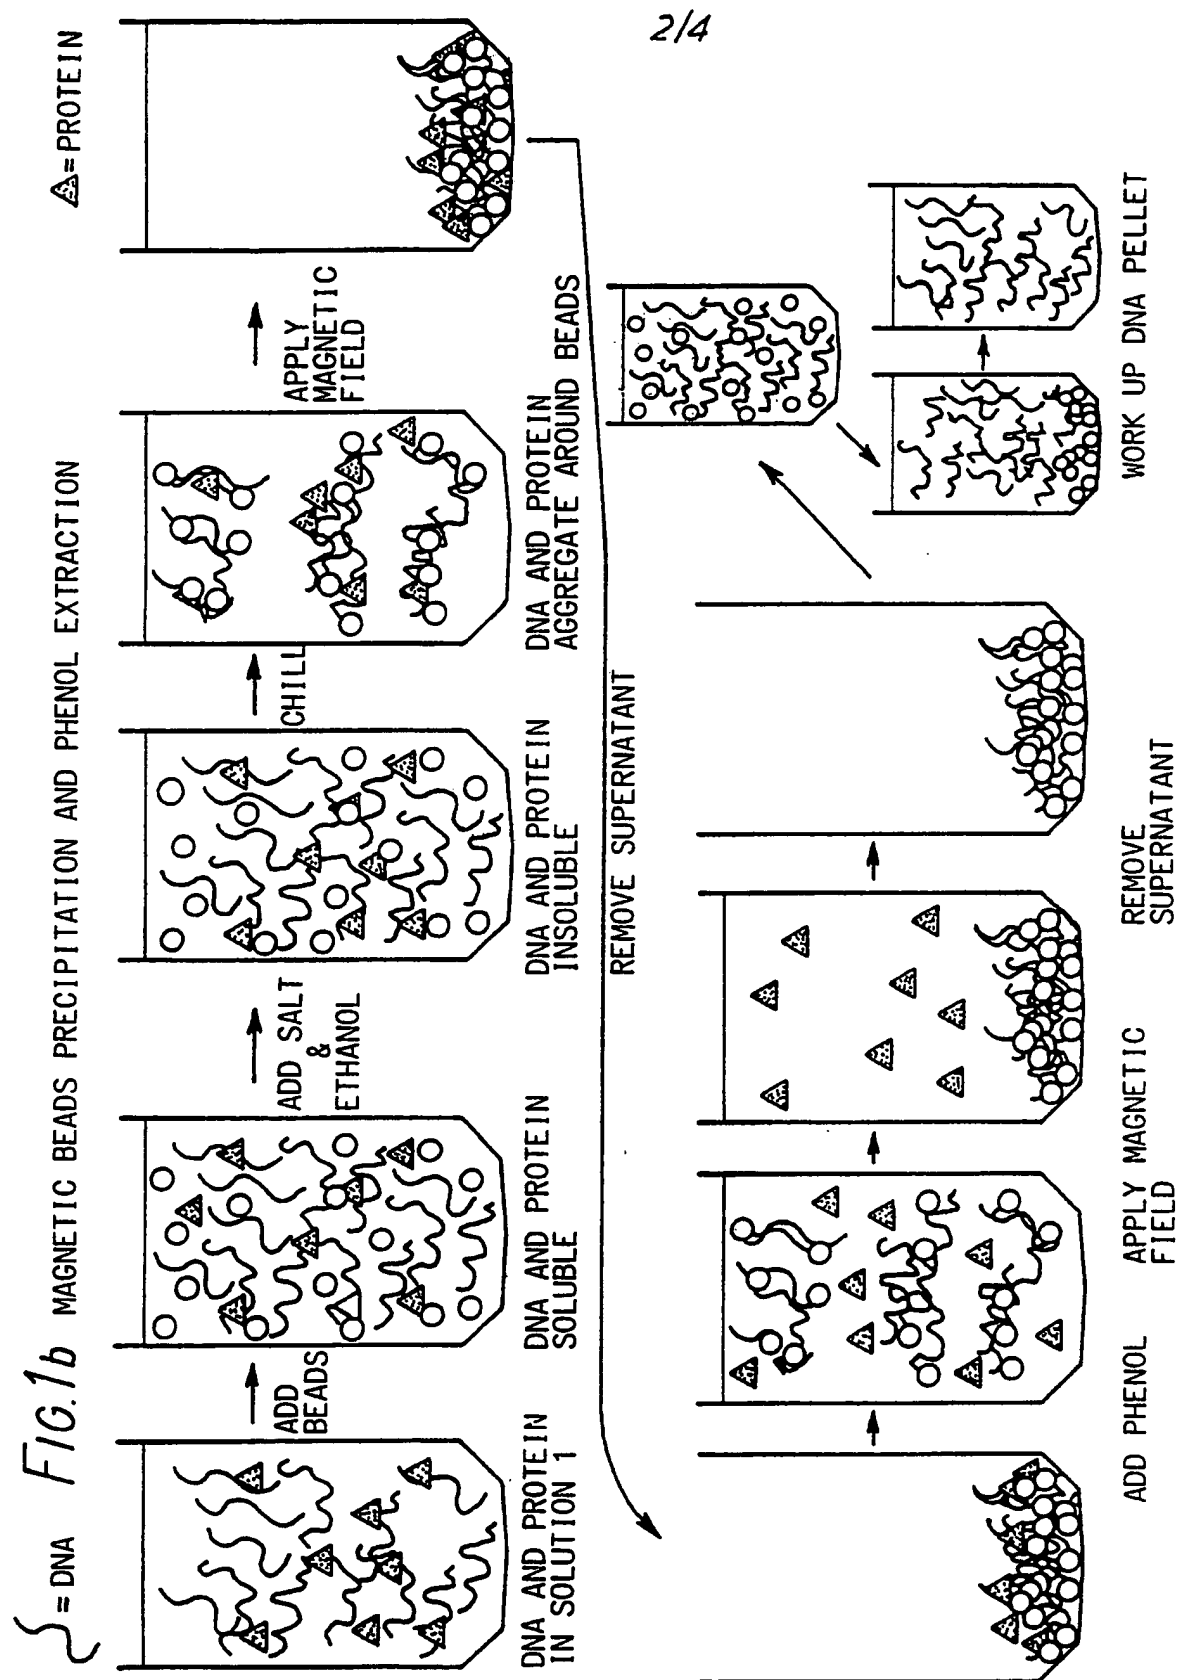 2/4
FIG. 1b MAGNETIC BEADS PRECIPITATION AND PHENOL EXTRACTION
=DNA
=PROTEIN
ADD
BEADS
ADD SALT
&
ETHANOL
CHILL
APPLY
MAGNETIC
FIELD
DNA AND PROTEIN
IN SOLUTION 1
DNA AND PROTEIN
SOLUBLE
DNA AND PROTEIN
INSOLUBLE
DNA AND PROTEIN
AGGREGATE AROUND BEADS
REMOVE SUPERNATANT
ADD PHENOL
APPLY MAGNETIC
FIELD
REMOVE
SUPERNATANT
WORK UP DNA PELLET